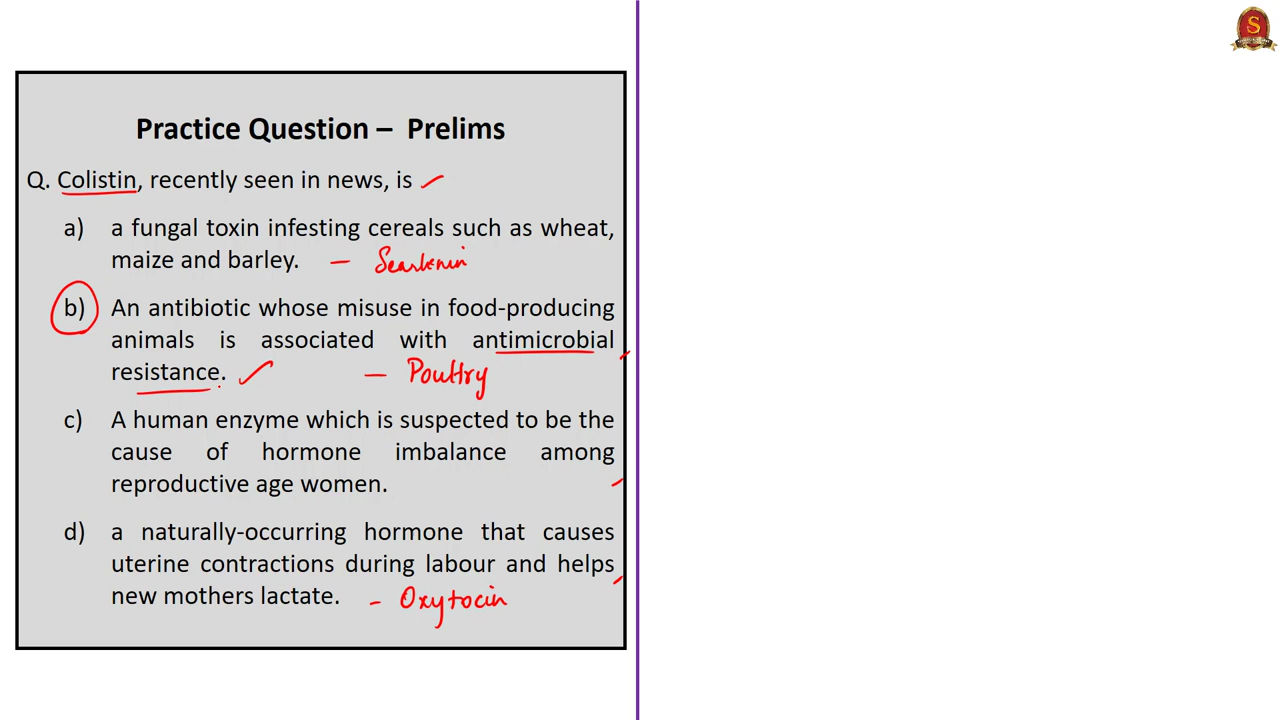 S
Practice Question – Prelims
Q. Colistin, recently seen in news, is
a) a fungal toxin infesting cereals such as wheat,
maize and barley. –
b) An antibiotic whose misuse in food-producing
animals is associated with antimicrobial
resistance. – Poultry
c) A human enzyme which is suspected to be the
cause of hormone imbalance among
reproductive age women.
d) a naturally-occurring hormone that causes
uterine contractions during labour and helps
new mothers lactate. - Oxytocin